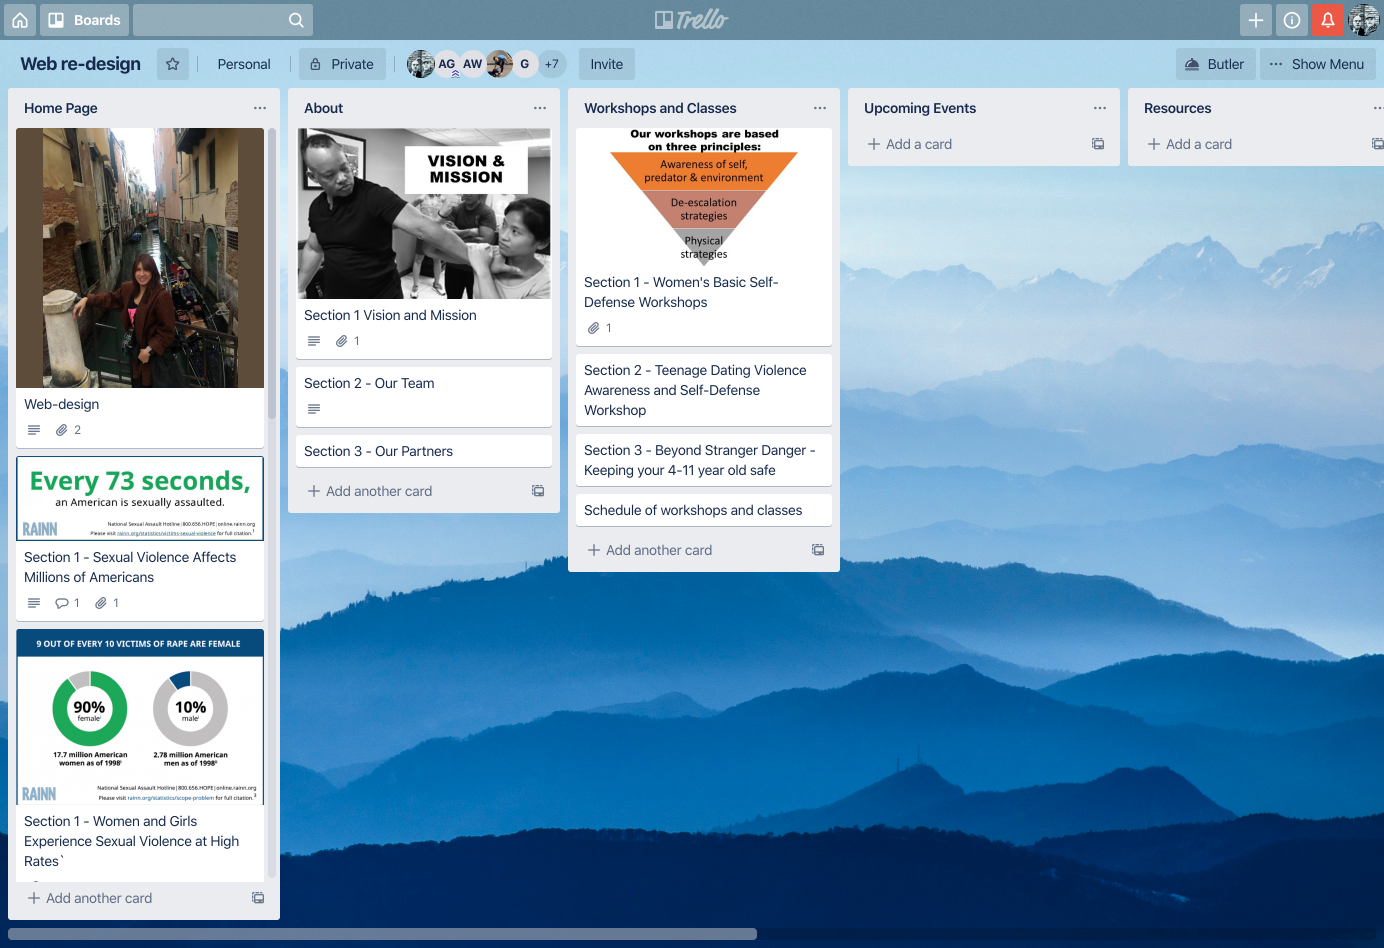 Boards
Trello
Web re-design
Personal
Private
AG
AW
G
+7
Invite
Butler
Show Menu
Home Page
Web-design
2
Every 73 seconds,
an American is sexually assaulted.
RAINN
National Sexual Assault Hotline | 800.656.HOPE | online.rainn.org
Please visit rainn.org/statistics/victims-sexual-violence for full citation.1
Section 1 - Sexual Violence Affects
Millions of Americans
1
1
9 OUT OF EVERY 10 VICTIMS OF RAPE ARE FEMALE
90%
female
10%
male
17.7 million American
women as of 1998
2.78 million American
men as of 1998
RAINN
National Sexual Assault Hotline | 800.656.HOPE | online.rainn.org
Please visit rainn.org/statistics/scope-problem for full citation.3
Section 1 - Women and Girls
Experience Sexual Violence at High
Rates`
Add another card
About
VISION &
MISSION
Section 1 Vision and Mission
1
Section 2 - Our Team
Section 3 - Our Partners
Add another card
Workshops and Classes
Our workshops are based
on three principles:
Awareness of self,
predator & environment
De-escalation
strategies
Physical
strategies
Section 1 - Women's Basic Self-
Defense Workshops
1
Section 2 - Teenage Dating Violence
Awareness and Self-Defense
Workshop
Section 3 - Beyond Stranger Danger -
Keeping your 4-11 year old safe
Schedule of workshops and classes
Add another card
Upcoming Events
Add a card
Resources
Add a card